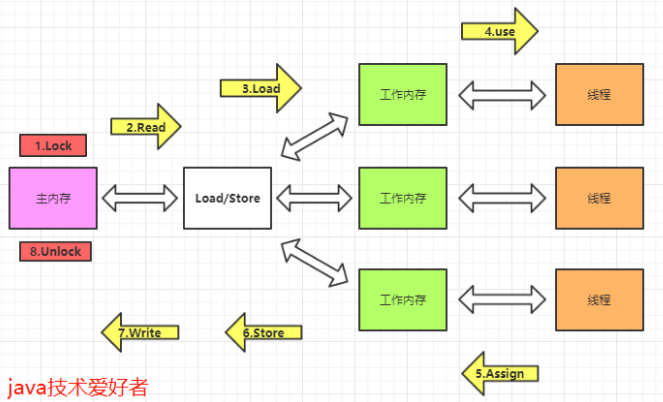 4.use
3.Load
工作内存
线程
2.Read
1.Lock
主内存
Load/Store
工作内存
线程
8.Unlock
工作内存
线程
7.Write
6.Store
5.Assign
java技术爱好者